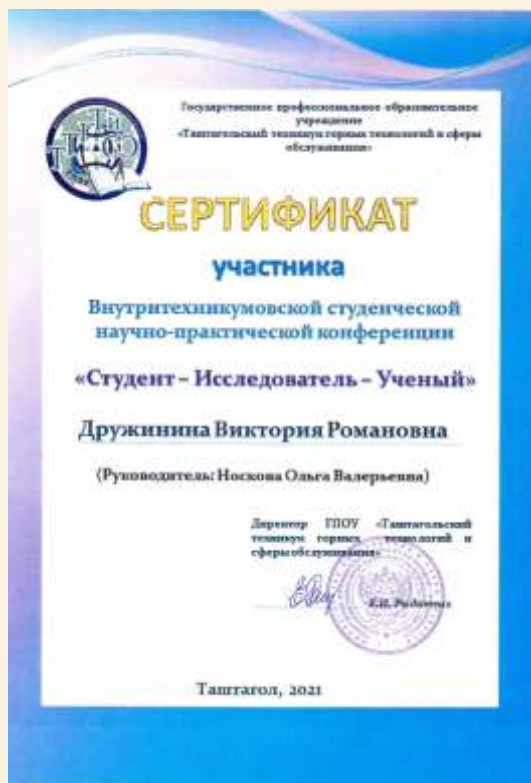 Государственное профессиональное образовательное
учреждение
«Таштагольский техникум горных технологий и сферы
обслуживания»
СЕРТИФИКАТ
участника
Внутритехникумовской студенческой
научно-практической конференции
«Студент – Исследователь – Ученый»
Дружинина Виктория Романовна
(Руководитель: Носкова Ольга Валерьевна)
Директор ГПОУ «Таштагольский
техникум горных технологий и
сферы обслуживания»
Таштагол, 2021